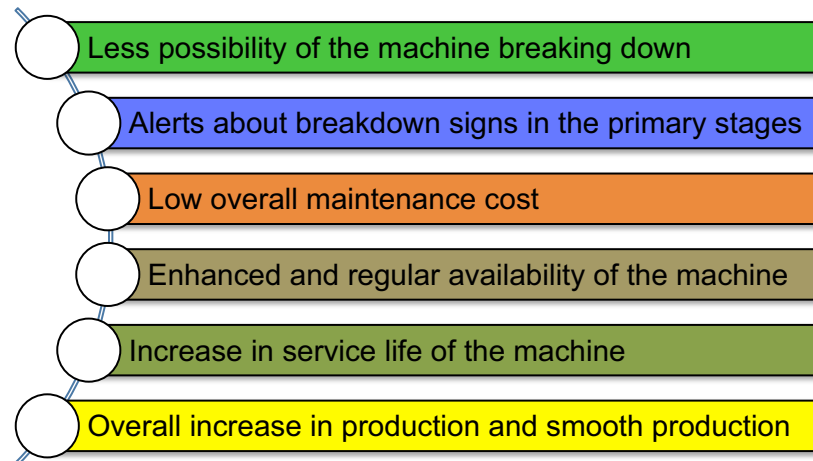 Less possibility of the machine breaking down
Alerts about breakdown signs in the primary stages
Low overall maintenance cost
Enhanced and regular availability of the machine
Increase in service life of the machine
Overall increase in production and smooth production